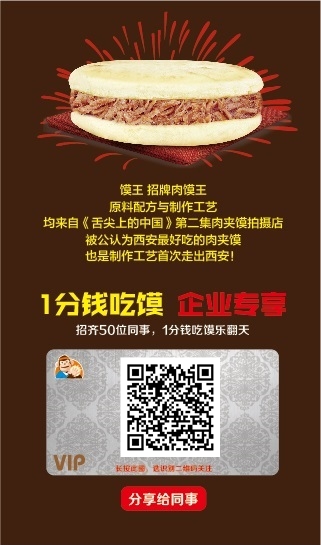 馍王 招牌肉馍王
原料配方与制作工艺
均来自《舌尖上的中国》第二集肉夹馍拍摄店
被公认为西安最好吃的肉夹馍
也是制作工艺首次走出西安！
1分钱吃馍 企业专享
招齐50位同事，1分钱吃馍乐翻天
VIP
长按此图，选识别二维码关注
分享给同事